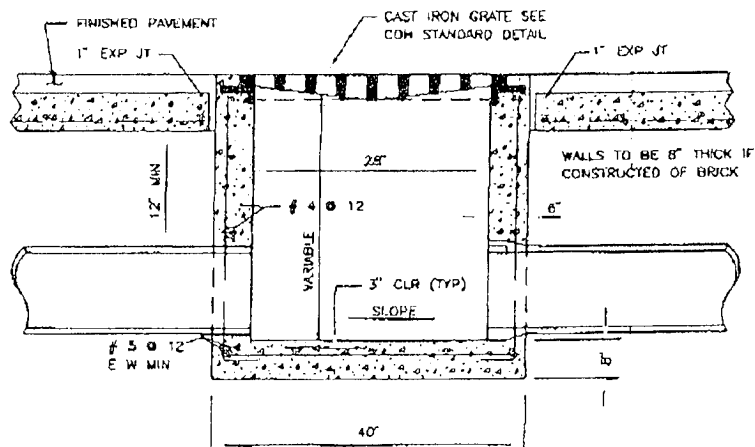 CAST IRON GRATE SEE
COH STANDARD DETAIL
FINISHED PAVEMENT
1" EXP JT
1" EXP JT
WALLS TO BE 8" THICK IF
CONSTRUCTED OF BRICK
28"
12" MIN
# 4 @ 12
6"
VARIABLE
3" CLR (TYP)
SLOPE
# 5 @ 12
E W MIN
8"
40"